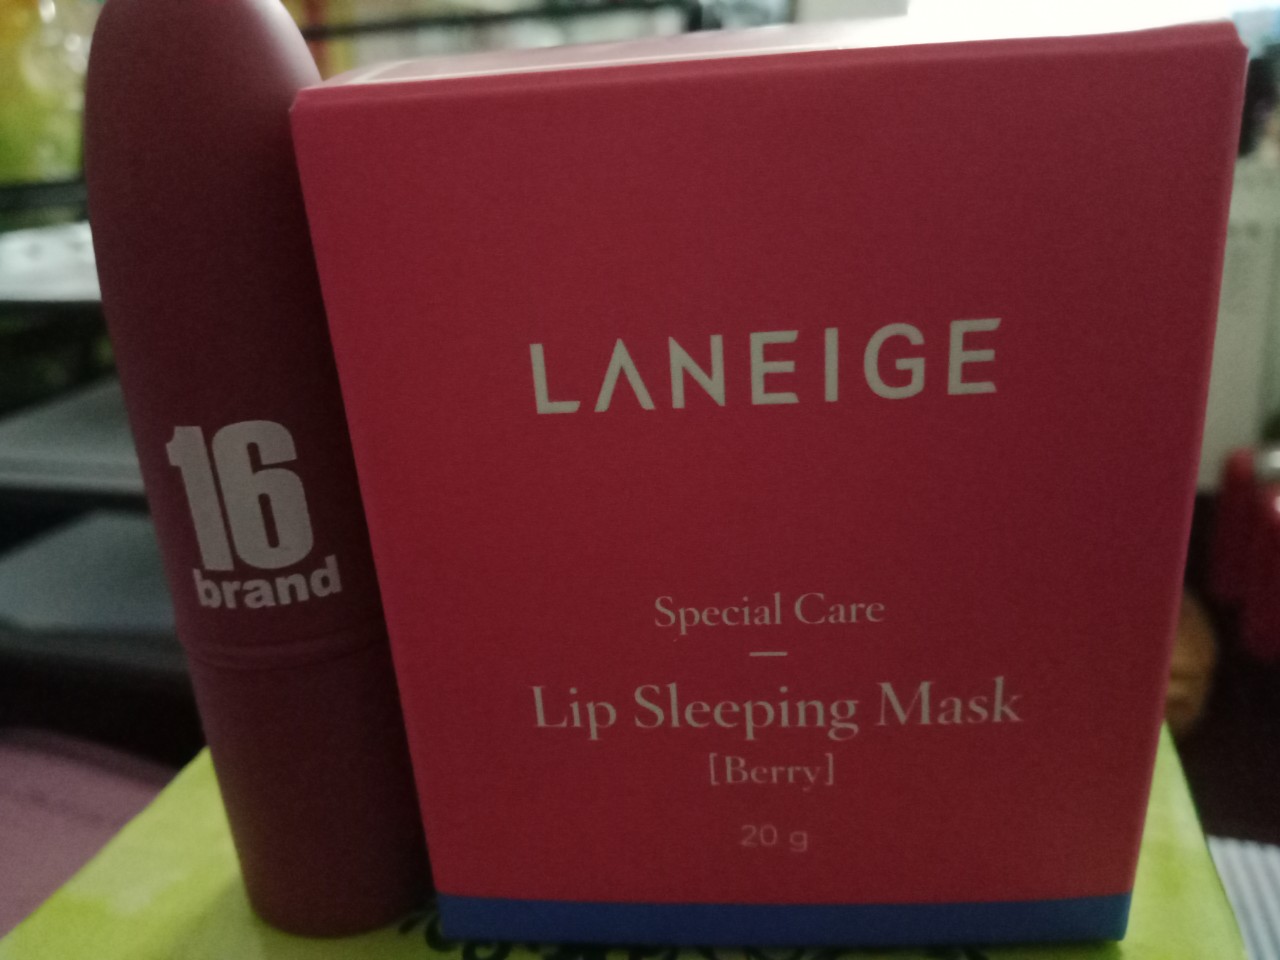 16
brand
LANEIGE
Special Care
Lip Sleeping Mask
[Berry]
20 g